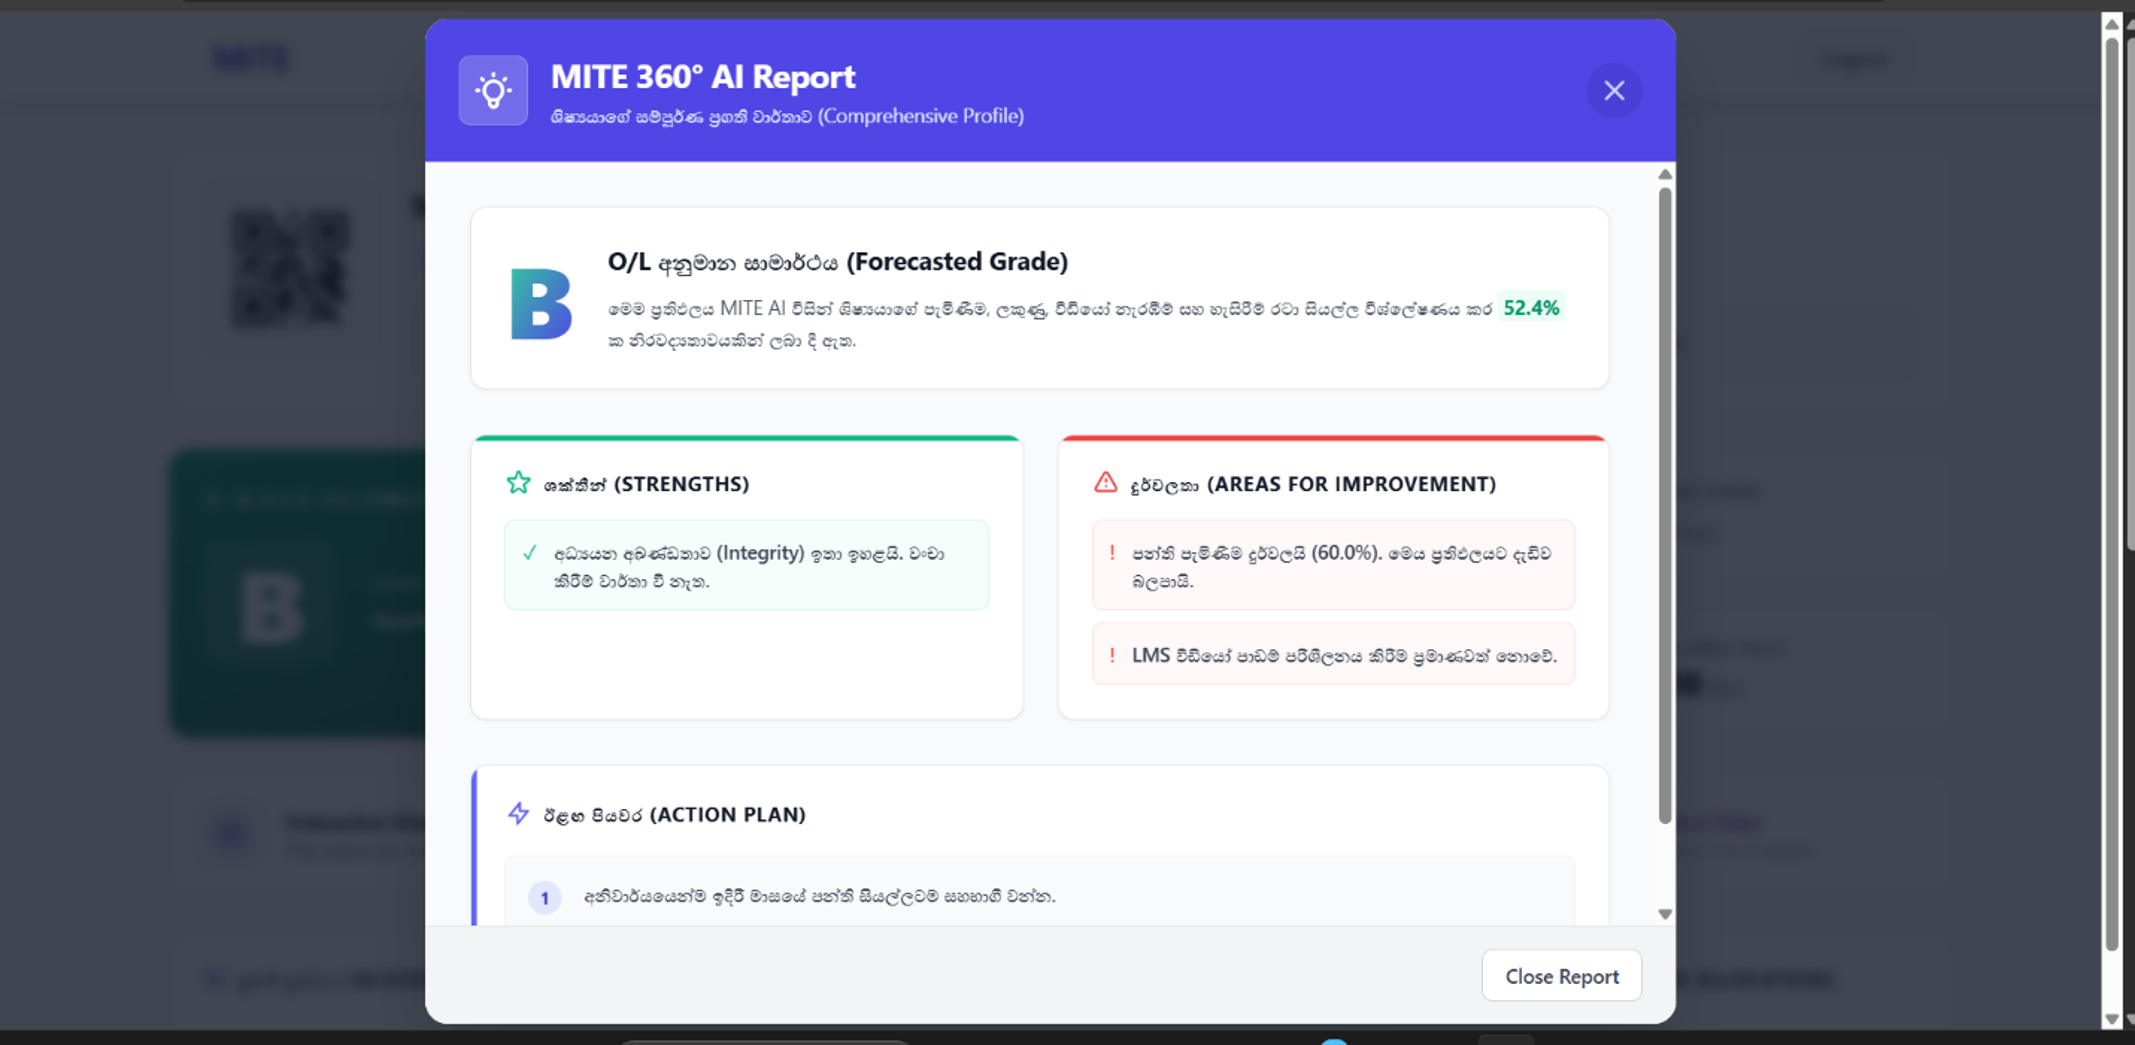 MITE
MITE 360° AI Report
ශිෂ්‍යයාගේ සම්පූර්ණ ප්‍රගති වාර්තාව (Comprehensive Profile)
B
O/L අනුමාන සාමාර්ථය (Forecasted Grade)
මෙම ප්‍රතිඵලය MITE AI විසින් ශිෂ්‍යයාගේ පැමිණීම, ලකුණු, වීඩියෝ නැරඹීම් සහ හැසිරීම් රටා සියල්ල විශ්ලේෂණය කර 52.4%
ක නිරවද්‍යතාවයකින් ලබා දී ඇත.
ශක්තීන් (STRENGTHS)
අධ්‍යයන අඛණ්ඩතාව (Integrity) ඉතා ඉහළයි. වංචා
කිරීම් වාර්තා වී නැත.
දුර්වලතා (AREAS FOR IMPROVEMENT)
! පන්ති පැමිණීම දුර්වලයි (60.0%). මෙය ප්‍රතිඵලයට දැඩිව
බලපායි.
! LMS වීඩියෝ පාඩම් පරිශීලනය කිරීම ප්‍රමාණවත් නොවේ.
B
ඊළඟ පියවර (ACTION PLAN)
1 අනිවාර්යයෙන්ම ඉදිරි මාසයේ පන්ති සියල්ලටම සහභාගී වන්න.
Close Report